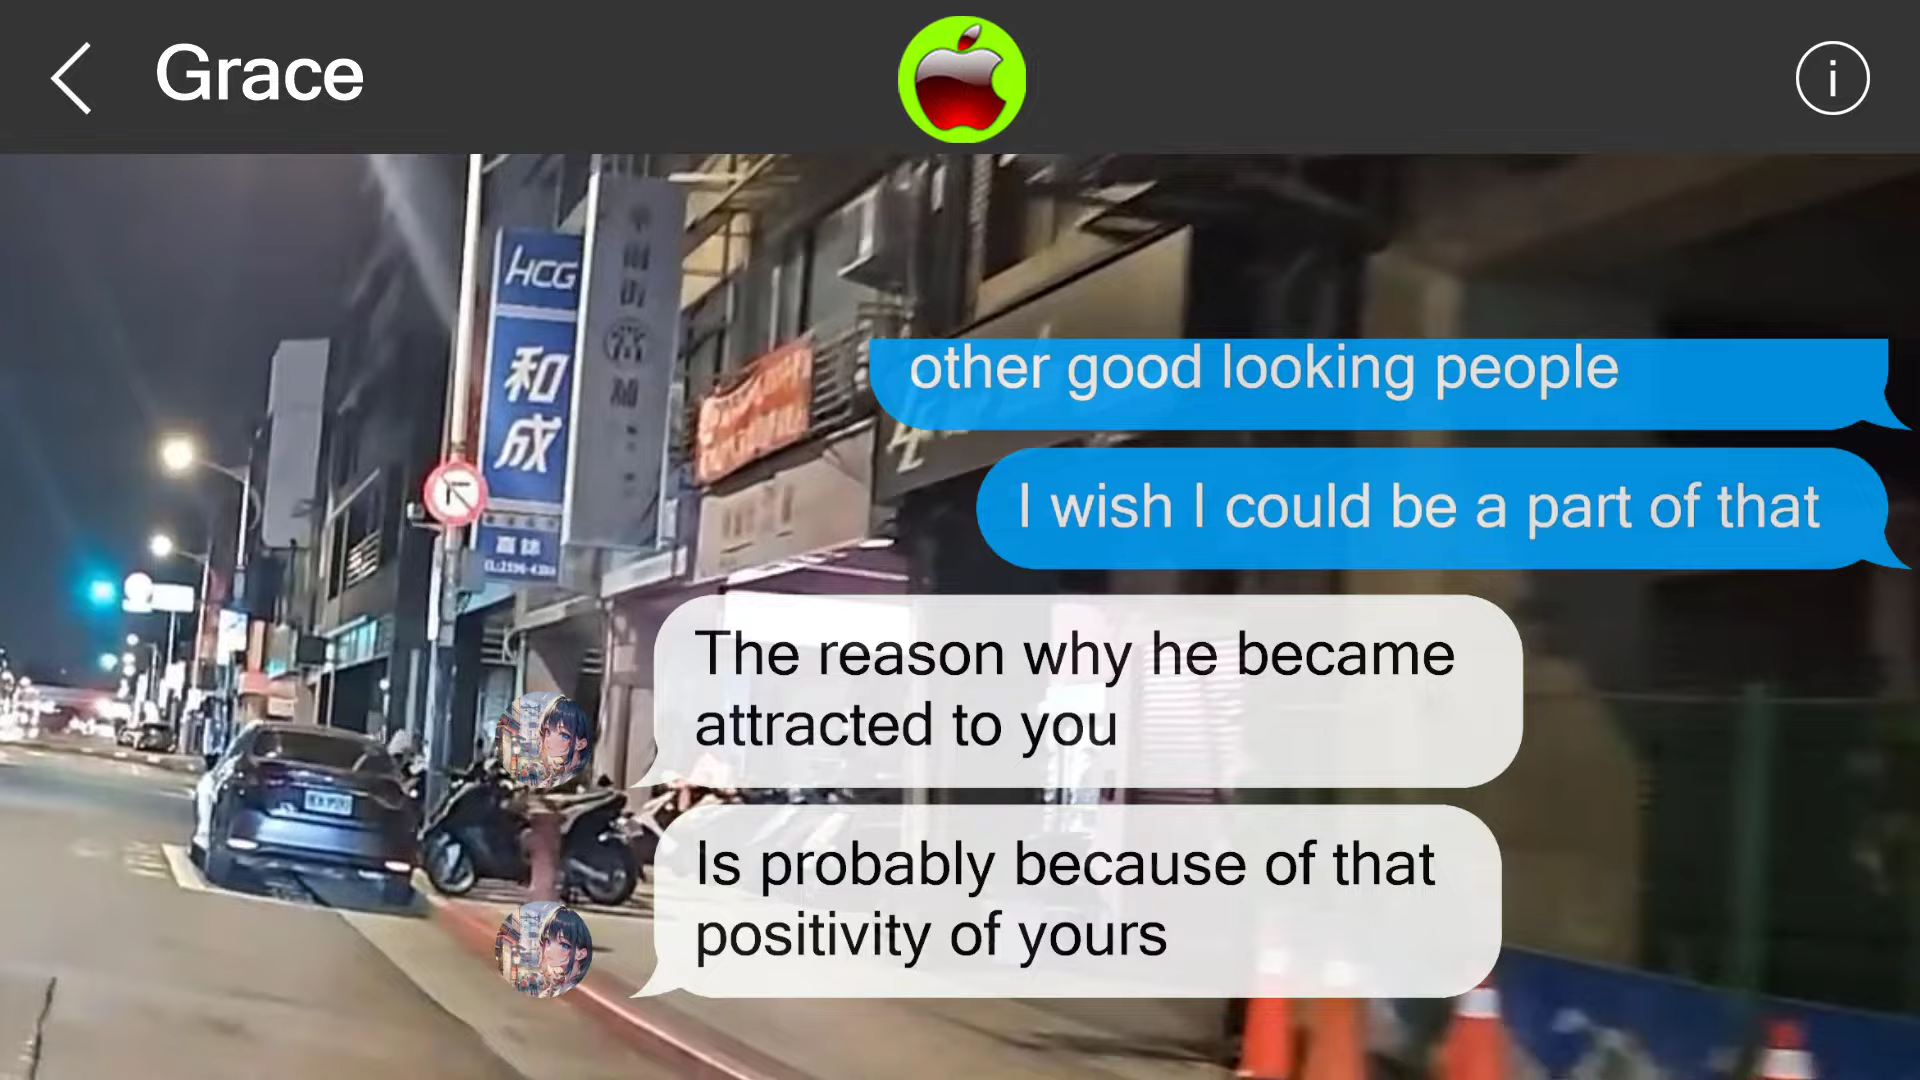 Grace
other good looking people
I wish I could be a part of that
The reason why he became
attracted to you
Is probably because of that
positivity of yours
HCG
和
成